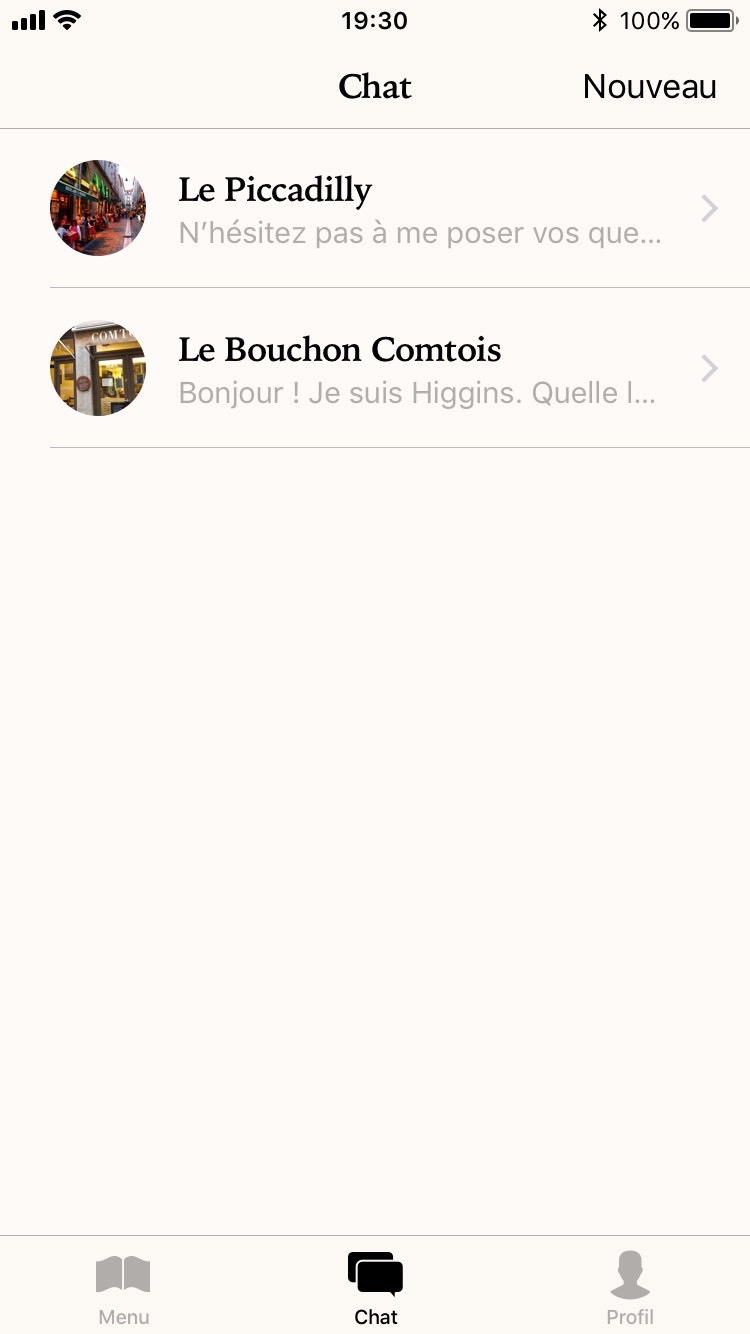 19:30
100%
Chat
Nouveau
Le Piccadilly
N’hésitez pas à me poser vos que...
COMT
Le Bouchon Comtois
Bonjour ! Je suis Higgins. Quelle l...
Menu
Chat
Profil